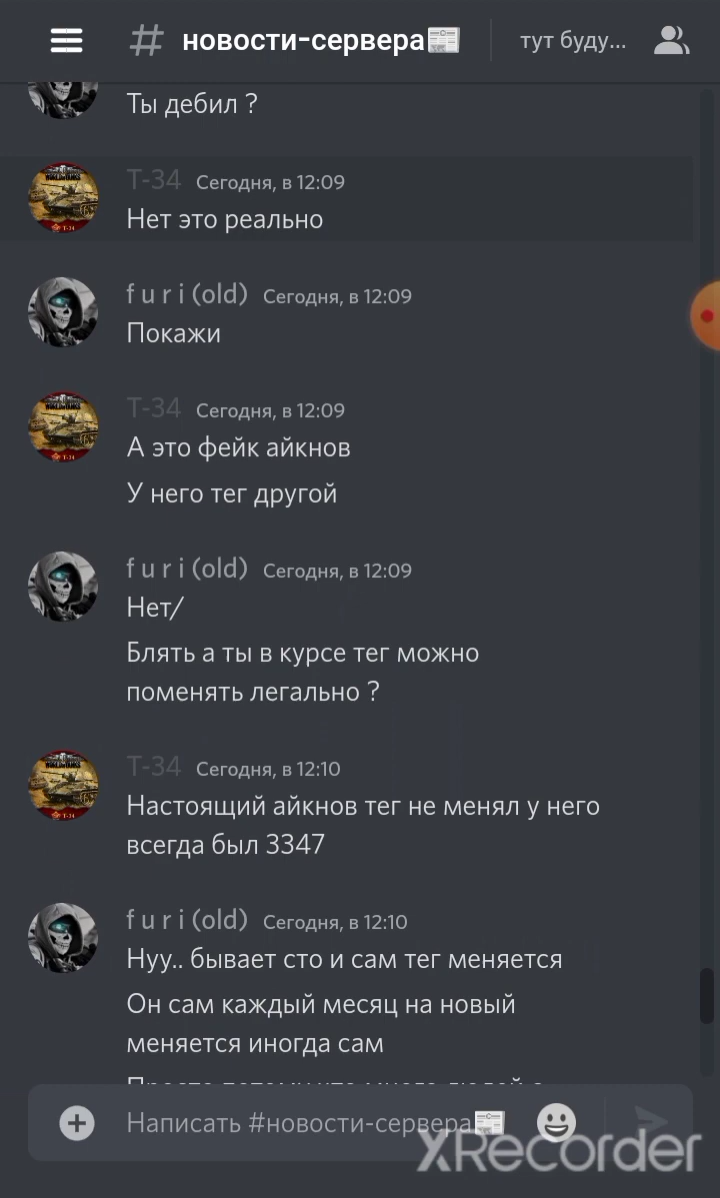 # новости-сервера📰 тут буду...
Ты дебил ?
T-34 Сегодня, в 12:09
Нет это реально
f u r i (old) Сегодня, в 12:09
Покажи
T-34 Сегодня, в 12:09
А это фейк айкнов
У него тег другой
f u r i (old) Сегодня, в 12:09
Нет/
Блять а ты в курсе тег можно
поменять легально ?
T-34 Сегодня, в 12:10
Настоящий айкнов тег не менял у него
всегда был 3347
f u r i (old) Сегодня, в 12:10
Нуу.. бывает сто и сам тег меняется
Он сам каждый месяц на новый
меняется иногда сам
Написать #новости-сервера📰
XRecorder